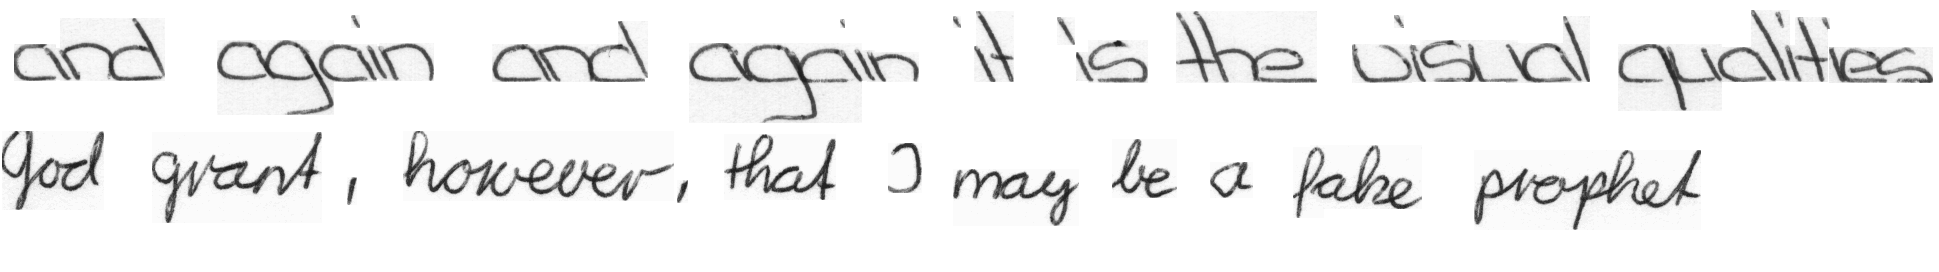 and again and again it is the visual qualities
God grant, however, that I may be a false prophet